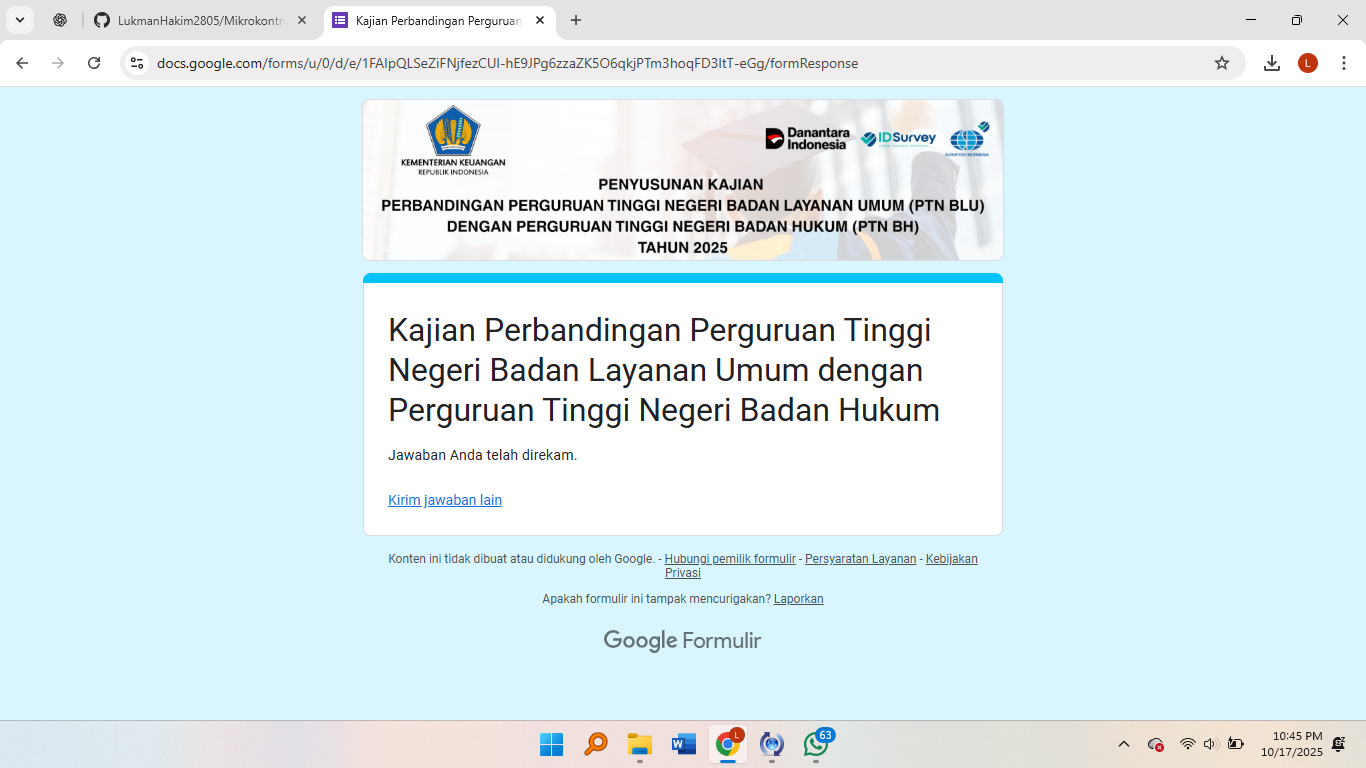 LukmanHakim2805/Mikrokontr
Kajian Perbandingan Perguruan
docs.google.com/forms/u/0/d/e/1FAIpQLSeZiFNjfezCUI-hE9JPg6zzaZK5O6qkjPTm3hoqFD3ltT-eGg/formResponse
L
KEMENTERIAN KEUANGAN
REPUBLIK INDONESIA
Danantara
Indonesia
IDSurvey
SURVEYOR INDONESIA
PENYUSUNAN KAJIAN
PERBANDINGAN PERGURUAN TINGGI NEGERI BADAN LAYANAN UMUM (PTN BLU)
DENGAN PERGURUAN TINGGI NEGERI BADAN HUKUM (PTN BH)
TAHUN 2025
Kajian Perbandingan Perguruan Tinggi
Negeri Badan Layanan Umum dengan
Perguruan Tinggi Negeri Badan Hukum
Jawaban Anda telah direkam.
Kirim jawaban lain
Konten ini tidak dibuat atau didukung oleh Google. - Hubungi pemilik formulir - Persyaratan Layanan - Kebijakan
Privasi
Apakah formulir ini tampak mencurigakan? Laporkan
Google Formulir
L
63
10:45 PM
10/17/2025